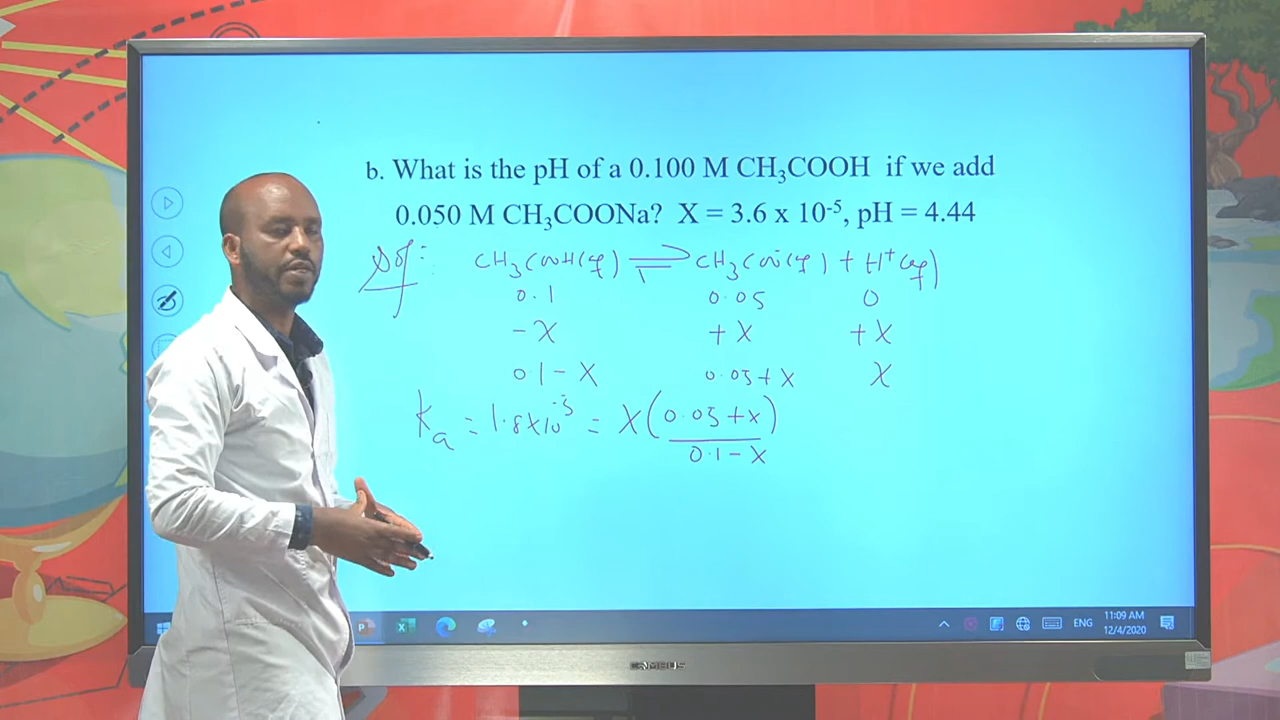 b. What is the pH of a 0.100 M CH₃COOH if we add
0.050 M CH₃COONa? X = 3.6 x 10⁻⁵, pH = 4.44
Sol: CH₃COOH(aq) ⇌ CH₃COO⁻(aq) + H⁺(aq)
0.1 0.05 0
-X +X +X
0.1-X 0.05+X X
Kₐ = 1.8X10⁻⁵ = X(0.05+X)
0.1-X
ENG
11:09 AM
12/4/2020